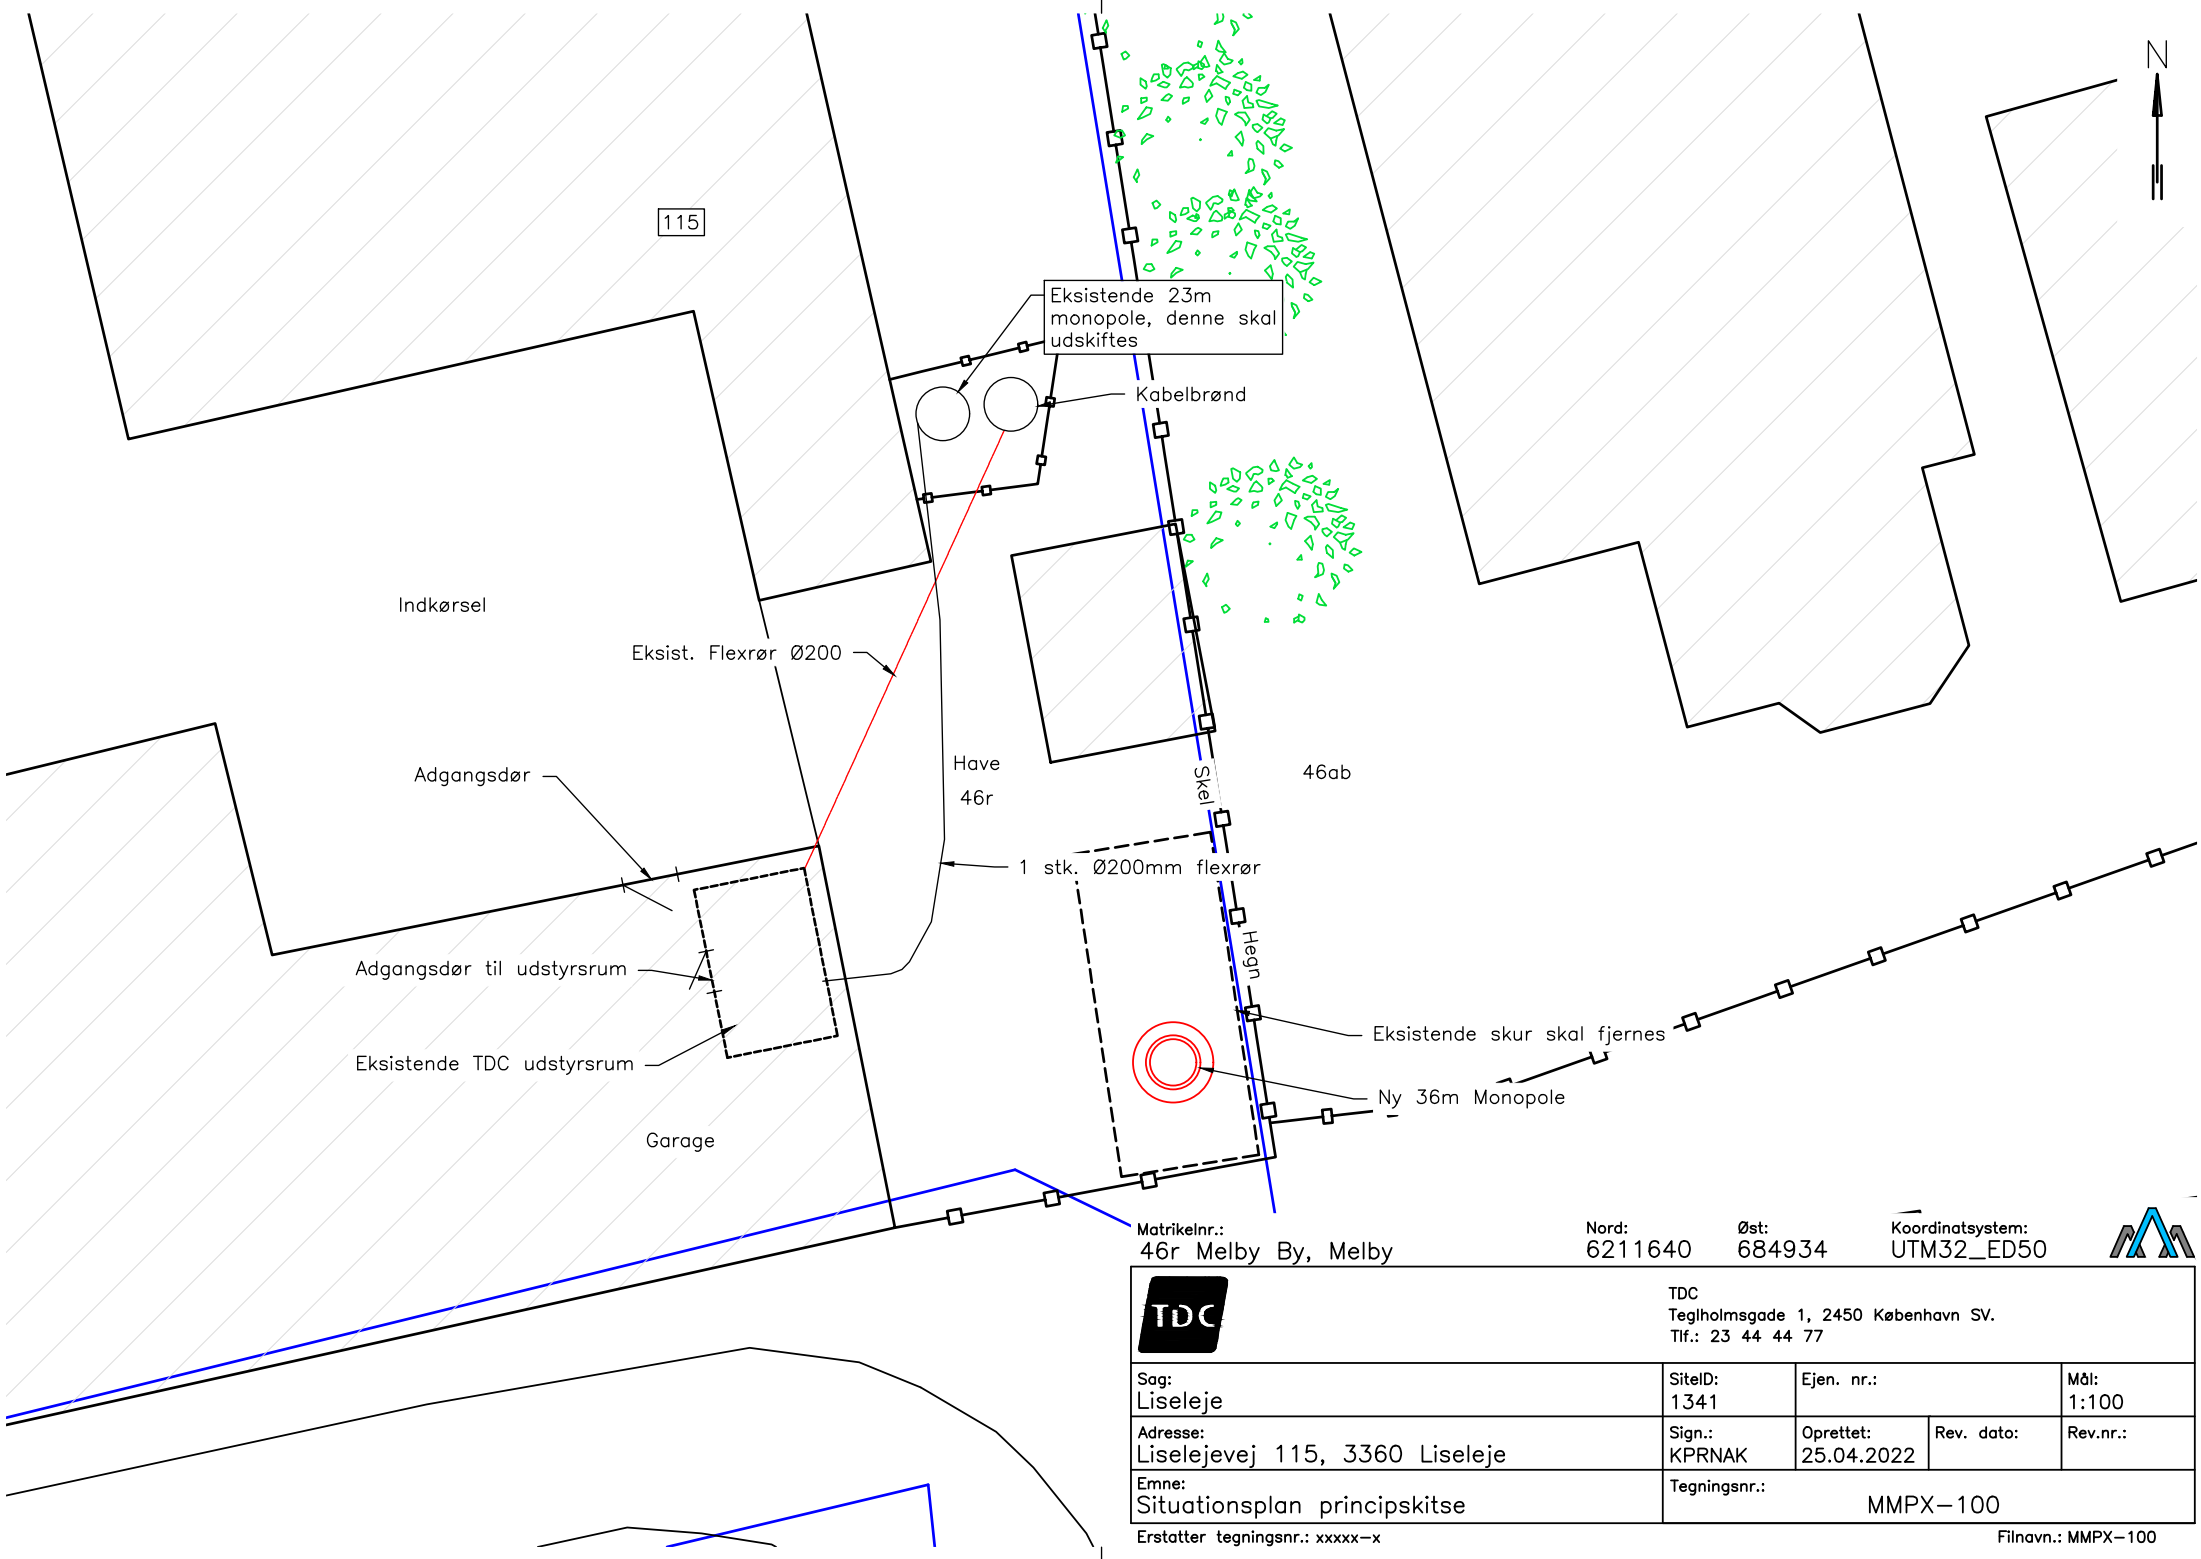 N
115
Eksistende 23m
monopole, denne skal
udskiftes
Kabelbrønd
Indkørsel
Eksist. Flexrør Ø200
Adgangsdør
Have
46r
Skel
46ab
1 stk. Ø200mm flexrør
Hegn
Adgangsdør til udstyrsrum
Eksistende skur skal fjernes
Eksistende TDC udstyrsrum
Ny 36m Monopole
Garage
Matrikelnr.:
46r Melby By, Melby
Nord:
6211640
Øst:
684934
Koordinatsystem:
UTM32_ED50
TDC
TDC
Teglholmsgade 1, 2450 København SV.
Tlf.: 23 44 44 77
Sag:
Liseleje
SiteID:
1341
Ejen. nr.:
Mål:
1:100
Adresse:
Liselejevej 115, 3360 Liseleje
Sign.:
KPRNAK
Oprettet:
25.04.2022
Rev. dato:
Rev.nr.:
Emne:
Situationsplan principskitse
Tegningsnr.:
MMPX-100
Erstatter tegningsnr.: xxxxx-x
Filnavn.: MMPX-100